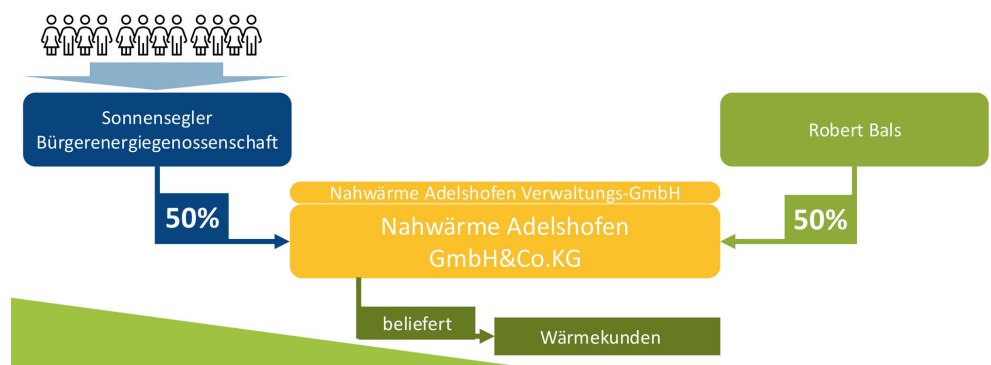 Sonnensegler
Bürgerenergiegenossenschaft
Robert Bals
Nahwärme Adelshofen Verwaltungs-GmbH
50%
Nahwärme Adelshofen
GmbH&Co.KG
50%
beliefert
Wärmekunden